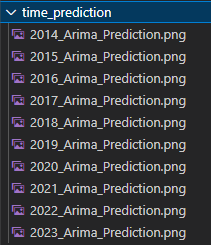 time_prediction
2014_Arima_Prediction.png
2015_Arima_Prediction.png
2016_Arima_Prediction.png
2017_Arima_Prediction.png
2018_Arima_Prediction.png
2019_Arima_Prediction.png
2020_Arima_Prediction.png
2021_Arima_Prediction.png
2022_Arima_Prediction.png
2023_Arima_Prediction.png